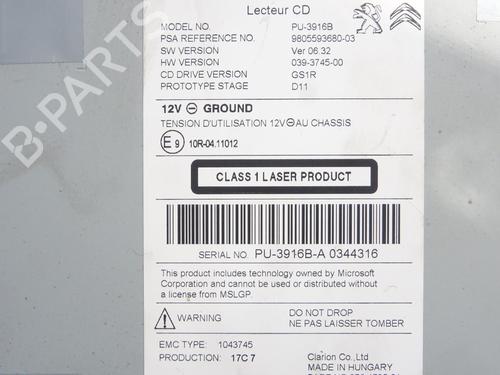 Lecteur CD
MODEL NO. PU-3916B
PSA REFERENCE NO. 9805593680-03
SW VERSION Ver 06.32
HW VERSION 039-3745-00
CD DRIVE VERSION GS1R
PROTOTYPE STAGE D11
12V ⊖ GROUND
TENSION D'UTILISATION 12V⊖AU CHASSIS
E9 10R-04.11012
CLASS 1 LASER PRODUCT
SERIAL NO. PU-3916B-A 0344316
This product includes technology owned by Microsoft
Corporation and cannot be used or distributed without
a license from MSLGP.
WARNING DO NOT DROP
NE PAS LAISSER TOMBER
EMC TYPE: 1043745
PRODUCTION: 17C 7
Clarion Co.,Ltd
MADE IN HUNGARY
B-PARTS